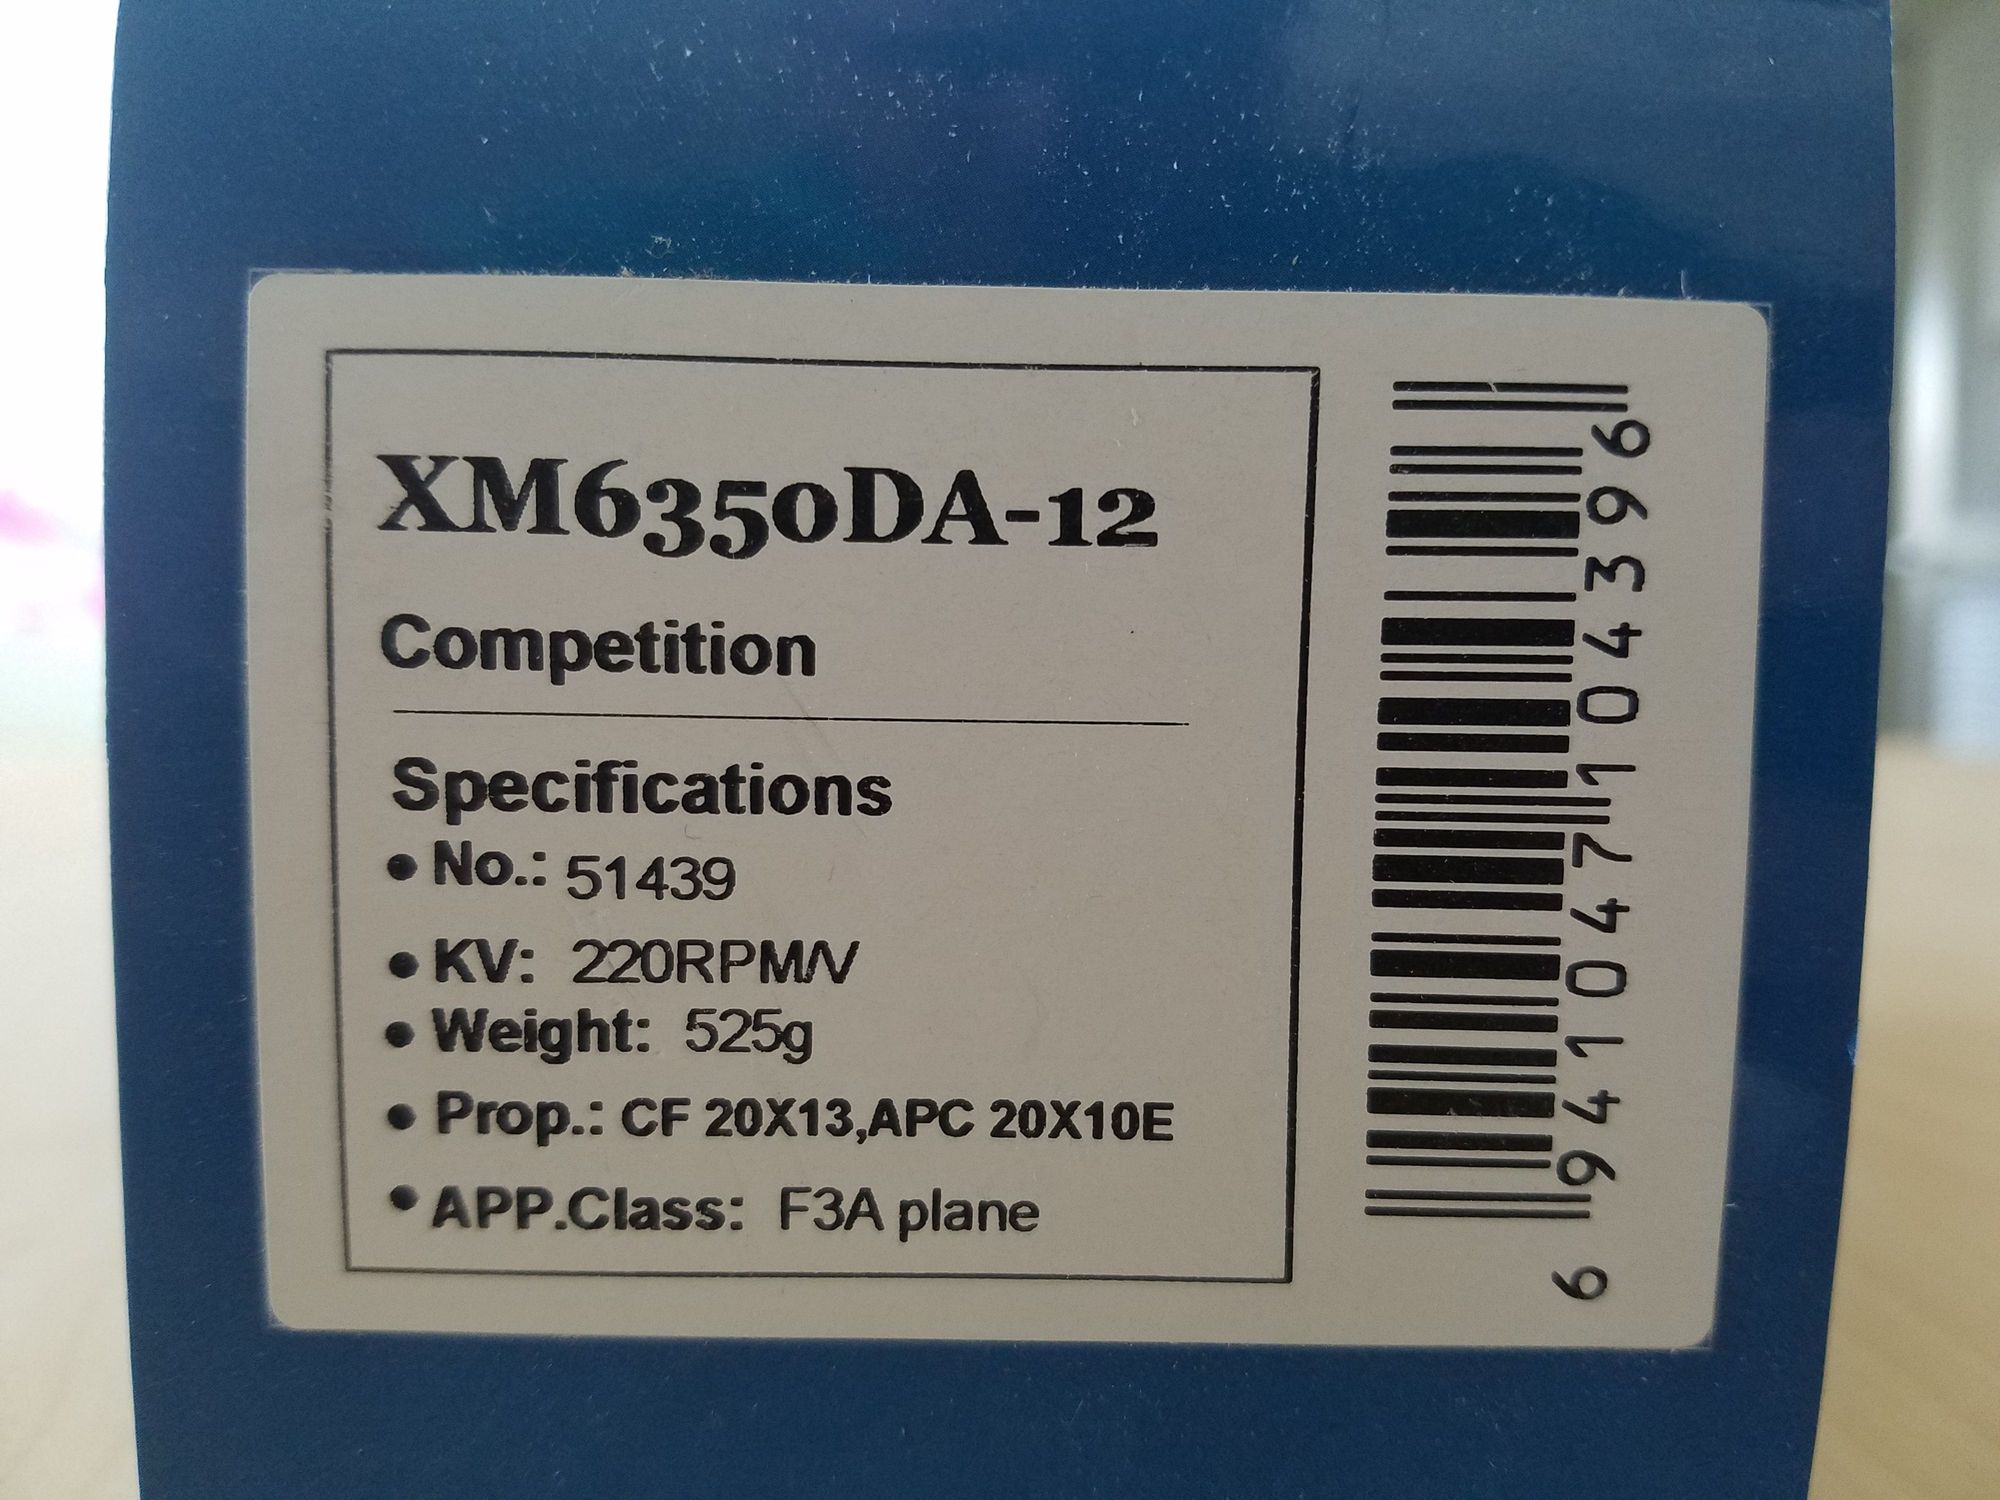 XM6350DA-12
Competition
Specifications
• No.: 51439
• KV: 220RPM/V
• Weight: 525g
• Prop.: CF 20X13,APC 20X10E
• APP.Class: F3A plane
6 941047 104396